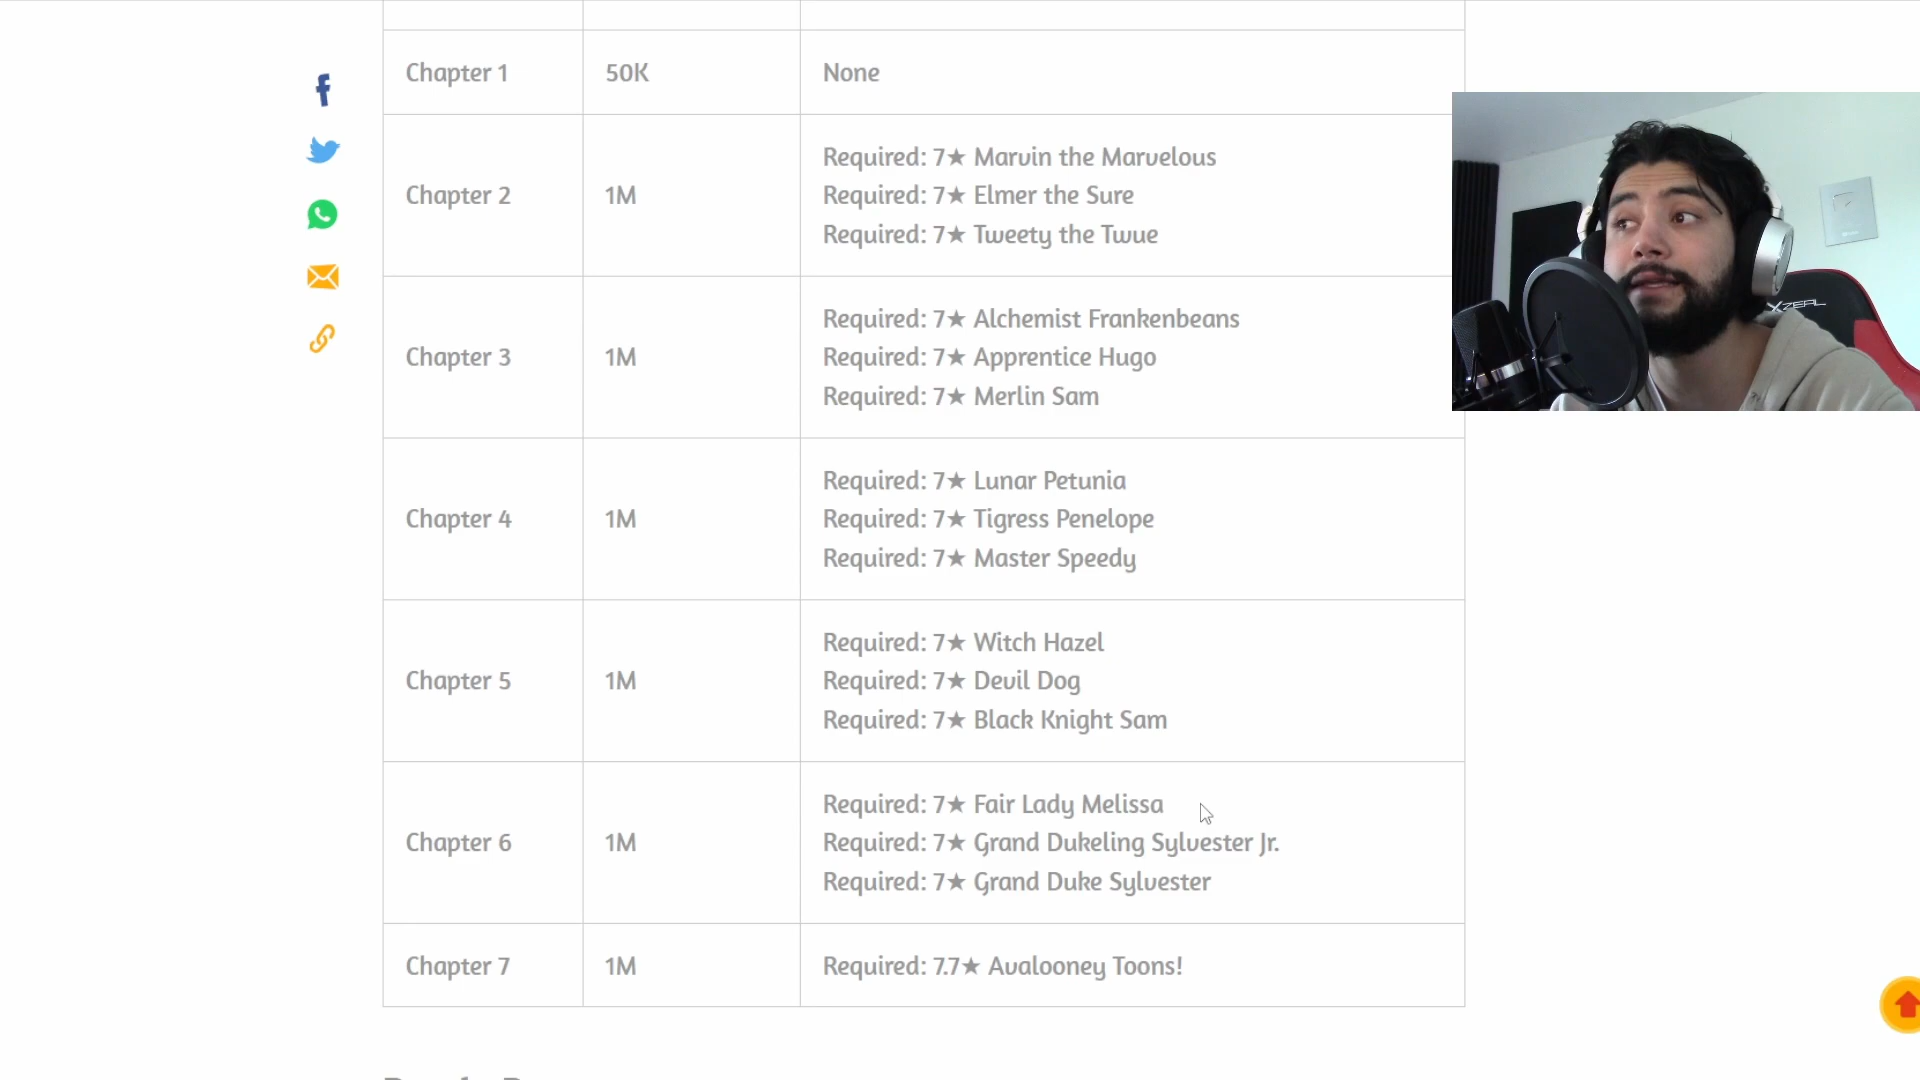 Chapter 1
50K
None
Chapter 2
1M
Required: 7★ Marvin the Marvelous
Required: 7★ Elmer the Sure
Required: 7★ Tweety the Twue
Chapter 3
1M
Required: 7★ Alchemist Frankenbeans
Required: 7★ Apprentice Hugo
Required: 7★ Merlin Sam
Chapter 4
1M
Required: 7★ Lunar Petunia
Required: 7★ Tigress Penelope
Required: 7★ Master Speedy
Chapter 5
1M
Required: 7★ Witch Hazel
Required: 7★ Devil Dog
Required: 7★ Black Knight Sam
Chapter 6
1M
Required: 7★ Fair Lady Melissa
Required: 7★ Grand Dukeling Sylvester Jr.
Required: 7★ Grand Duke Sylvester
Chapter 7
1M
Required: 7.7★ Avalooney Toons!
XZEAL